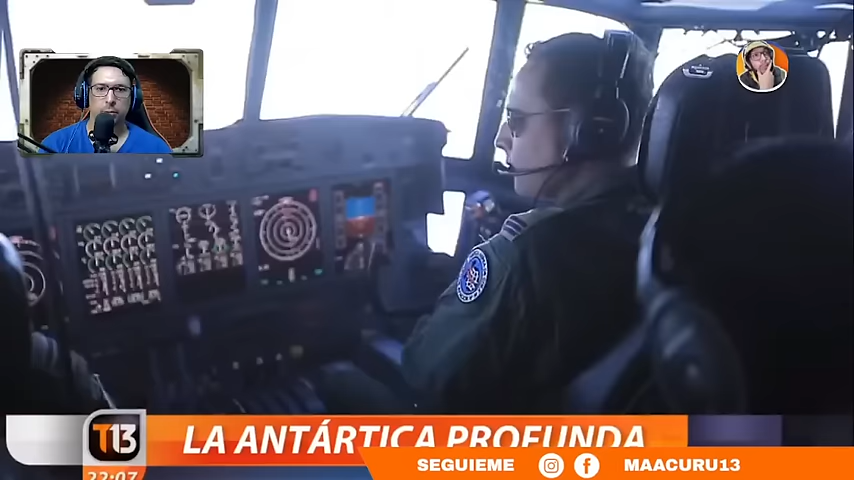 LA ANTÁRTICA PROFUNDA
T13
22:07
SEGUIEME
MAACURU13